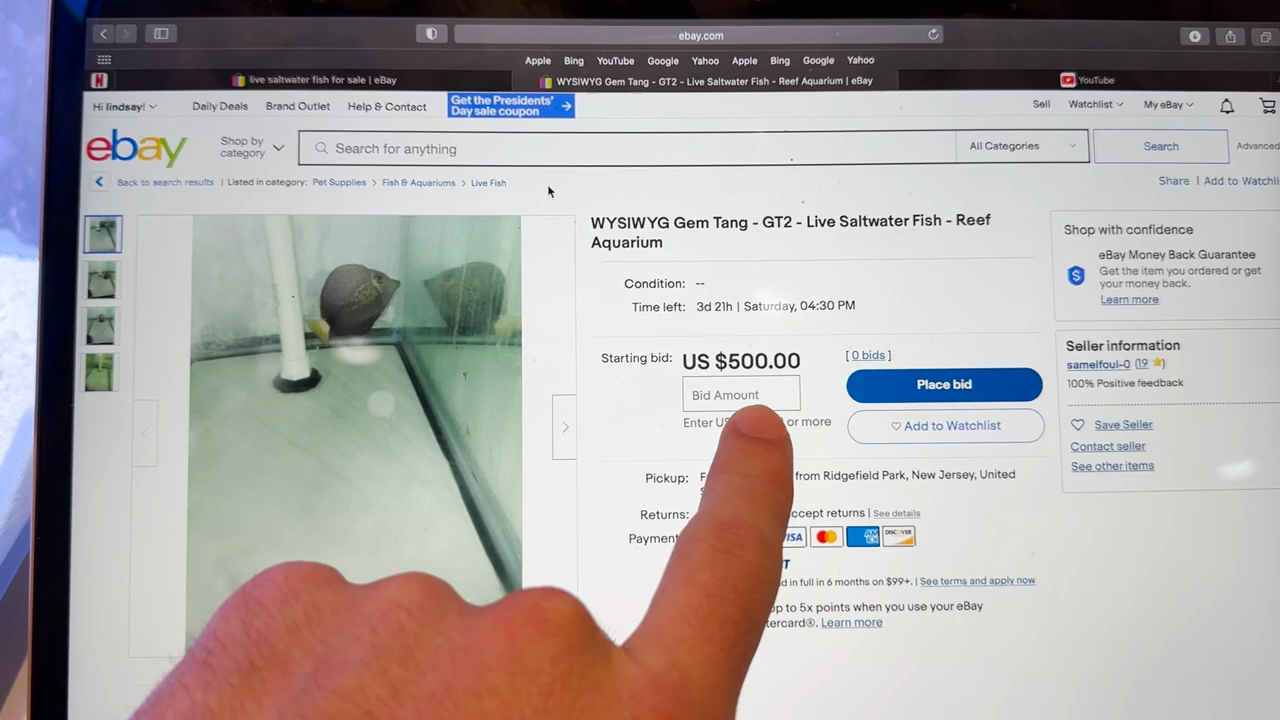 ebay.com
Apple Bing YouTube Google Yahoo Apple Bing Google Yahoo
N live saltwater fish for sale | eBay WYSIWYG Gem Tang - GT2 - Live Saltwater Fish - Reef Aquarium | eBay YouTube
Hi lindsay! Daily Deals Brand Outlet Help & Contact Get the Presidents' Day sale coupon Sell Watchlist My eBay
ebay Shop by category Search for anything All Categories Search Advanced
Back to search results | Listed in category: Pet Supplies > Fish & Aquariums > Live Fish Share | Add to Watchli
WYSIWYG Gem Tang - GT2 - Live Saltwater Fish - Reef
Aquarium
Condition: --
Time left: 3d 21h | Saturday, 04:30 PM
Starting bid: US $500.00 [ 0 bids ] Place bid
Bid Amount
Enter US or more Add to Watchlist
Pickup: F from Ridgefield Park, New Jersey, United
S
Returns: ccept returns | See details
Payment VISA AM EX DISCOVER
T
d in full in 6 months on $99+. | See terms and apply now
up to 5x points when you use your eBay
tercard®. Learn more
Shop with confidence
eBay Money Back Guarantee
Get the item you ordered or get
your money back.
Learn more
Seller information
(19
100% Positive feedback
Save Seller
Contact seller
See other items